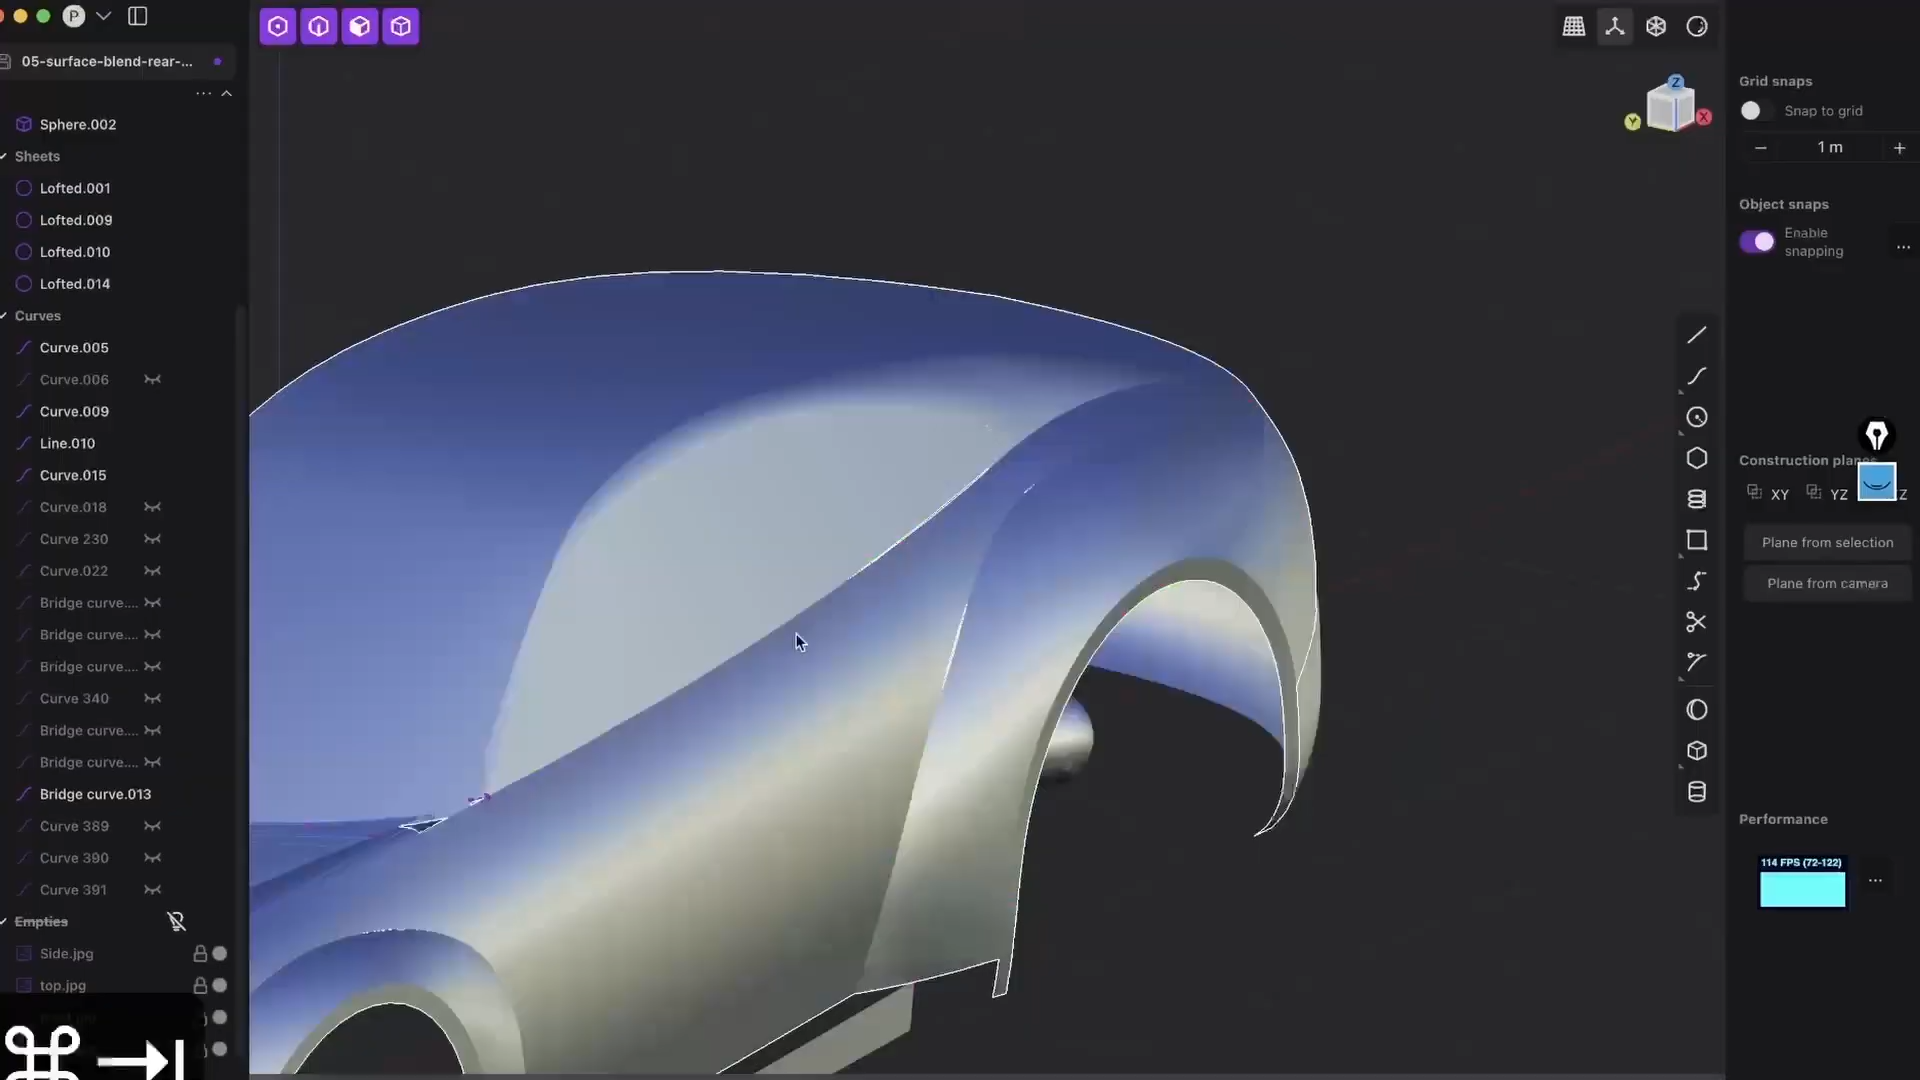 P
05-surface-blend-rear-...
Sphere.002
Sheets
Lofted.001
Lofted.009
Lofted.010
Lofted.014
Curves
Curve.005
Curve.006
Curve.009
Line.010
Curve.015
Curve.018
Curve 230
Curve.022
Bridge curve....
Bridge curve....
Bridge curve....
Curve 340
Bridge curve....
Bridge curve....
Bridge curve.013
Curve 389
Curve 390
Curve 391
Empties
Side.jpg
top.jpg
Z
Y
X
Grid snaps
Snap to grid
1 m
Object snaps
Enable
snapping
Construction planes
XY YZ Z
Plane from selection
Plane from camera
Performance
114 FPS (72-122)